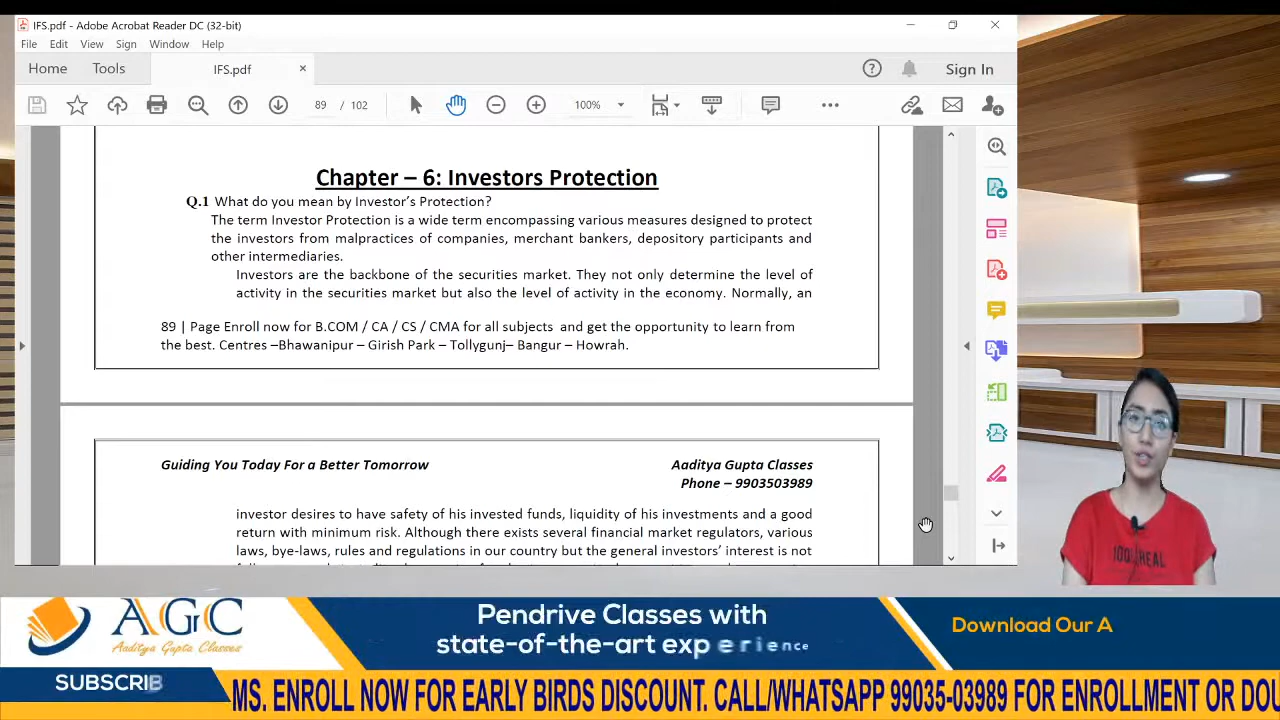 IFS.pdf - Adobe Acrobat Reader DC (32-bit)
File Edit View Sign Window Help
Home Tools IFS.pdf × Sign In
89 / 102 100%
Chapter – 6: Investors Protection
Q.1 What do you mean by Investor's Protection?
The term Investor Protection is a wide term encompassing various measures designed to protect
the investors from malpractices of companies, merchant bankers, depository participants and
other intermediaries.
Investors are the backbone of the securities market. They not only determine the level of
activity in the securities market but also the level of activity in the economy. Normally, an
89 | Page Enroll now for B.COM / CA / CS / CMA for all subjects and get the opportunity to learn from
the best. Centres –Bhawanipur – Girish Park – Tollygunj– Bangur – Howrah.
Guiding You Today For a Better Tomorrow Aaditya Gupta Classes
Phone – 9903503989
investor desires to have safety of his invested funds, liquidity of his investments and a good
return with minimum risk. Although there exists several financial market regulators, various
laws, bye-laws, rules and regulations in our country but the general investors' interest is not
100% REAL
AGC
Aaditya Gupta Classes
Pendrive Classes with
state-of-the-art experience
Download Our A
SUBSCRIB
MS. ENROLL NOW FOR EARLY BIRDS DISCOUNT. CALL/WHATSAPP 99035-03989 FOR ENROLLMENT OR DOU